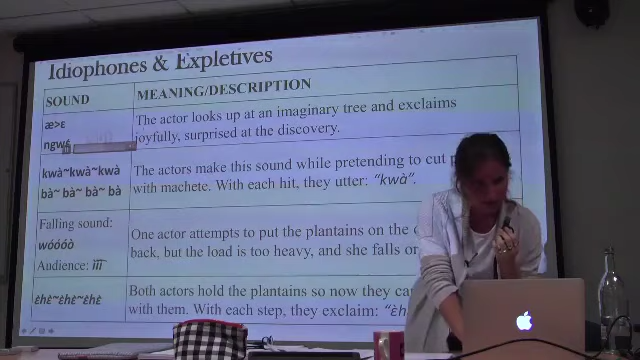 Idiophones & Expletives
SOUND MEANING/DESCRIPTION
æ>ɛ
ngwɛ́
The actor looks up at an imaginary tree and exclaims
joyfully, surprised at the discovery.
kwà~kwà~kwà
bà~ bà~ bà~ bà
The actors make this sound while pretending to cut
with machete. With each hit, they utter: "kwà".
Falling sound:
wóóóò
Audience: ííí
One actor attempts to put the plantains on the
back, but the load is too heavy, and she falls
èhè~èhè~èhè
Both actors hold the plantains so now they
with them. With each step, they exclaim: